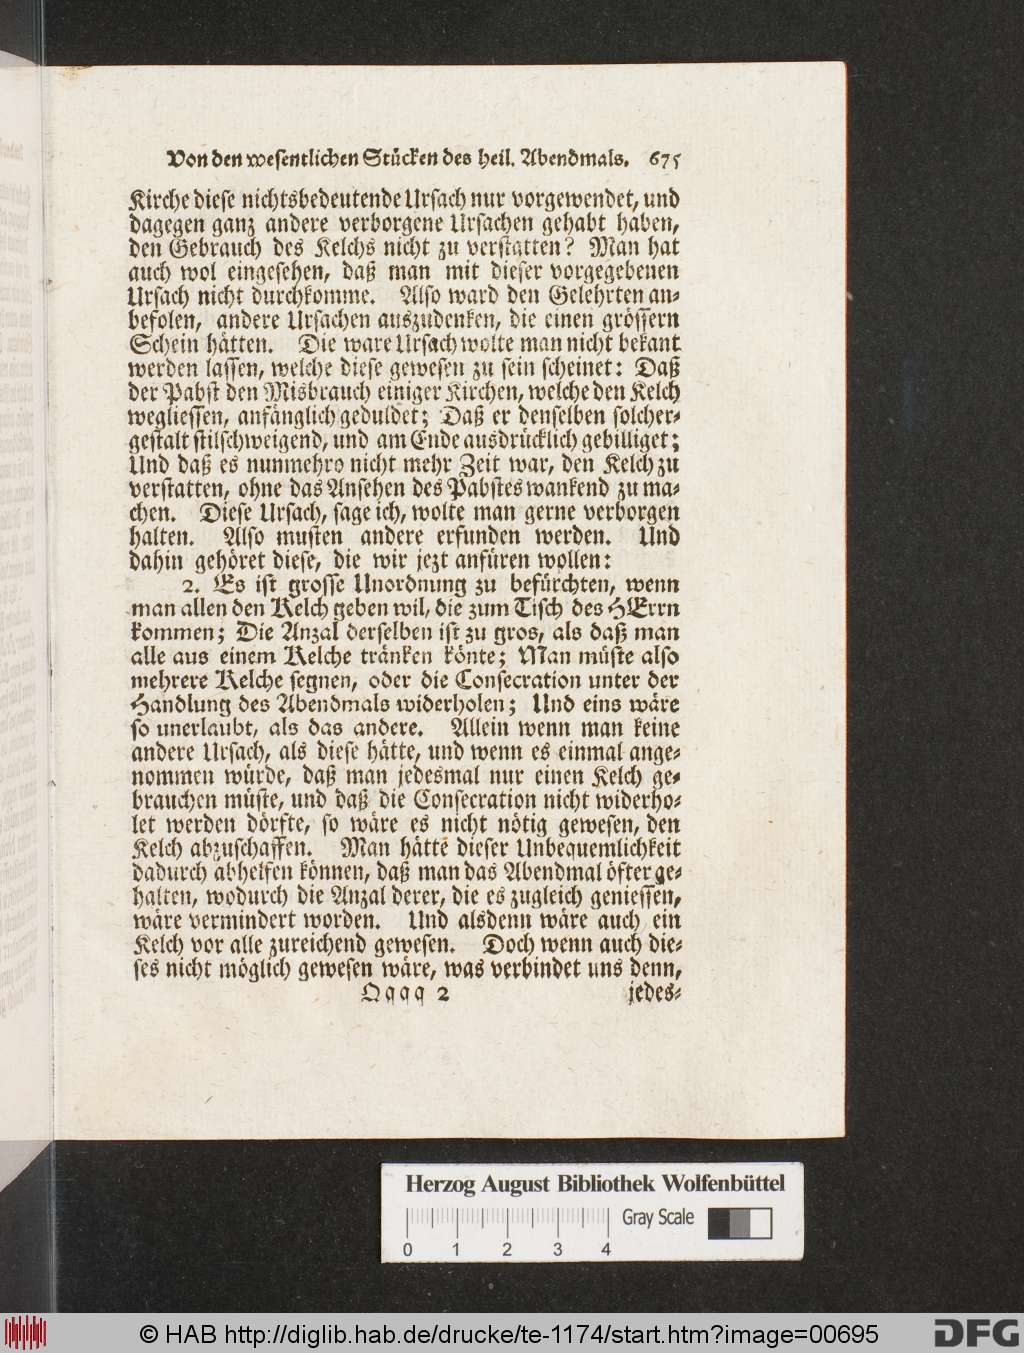 Von den wesentlichen Stücken des heil. Abendmals. 675
Kirche diese nichtsbedeutende Ursach nur vorgewendet, und
dagegen ganz andere verborgene Ursachen gehabt haben,
den Gebrauch des Kelchs nicht zu verstatten? Man hat
auch wol eingesehen, daß man mit dieser vorgegebenen
Ursach nicht durchkomme. Also ward den Gelehrten an-
befolen, andere Ursachen auszudenken, die einen grössern
Schein hätten. Die ware Ursach wolte man nicht bekant
werden lassen, welche diese gewesen zu sein scheinet: Daß
der Pabst den Misbrauch einiger Kirchen, welche den Kelch
wegliessen, anfänglich geduldet; Daß er denselben solcher-
gestalt stilschweigend, und am Ende ausdrücklich gebilliget;
Und daß es nunmehro nicht mehr Zeit war, den Kelch zu
verstatten, ohne das Ansehen des Pabstes wankend zu ma-
chen. Diese Ursach, sage ich, wolte man gerne verborgen
halten. Also musten andere erfunden werden. Und
dahin gehöret diese, die wir jezt anfüren wollen:
2. Es ist grosse Unordnung zu befürchten, wenn
man allen den Kelch geben wil, die zum Tisch des HErrn
kommen; Die Anzal derselben ist zu gros, als daß man
alle aus einem Kelche tränken könte; Man müste also
mehrere Kelche segnen, oder die Consecration unter der
Handlung des Abendmals widerholen; Und eins wäre
so unerlaubt, als das andere. Allein wenn man keine
andere Ursach, als diese hätte, und wenn es einmal ange-
nommen würde, daß man jedesmal nur einen Kelch ge-
brauchen müste, und daß die Consecration nicht widerho-
let werden dörfte, so wäre es nicht nötig gewesen, den
Kelch abzuschaffen. Man hätte dieser Unbequemlichkeit
dadurch abhelfen können, daß man das Abendmal öfter ge-
halten, wodurch die Anzal derer, die es zugleich geniessen,
wäre vermindert worden. Und alsdenn wäre auch ein
Kelch vor alle zureichend gewesen. Doch wenn auch die-
ses nicht möglich gewesen wäre, was verbindet uns denn,
Qqqq 2 jedes-
Herzog August Bibliothek Wolfenbüttel
Gray Scale
0 1 2 3 4
© HAB http://diglib.hab.de/drucke/te-1174/start.htm?image=00695
DFG